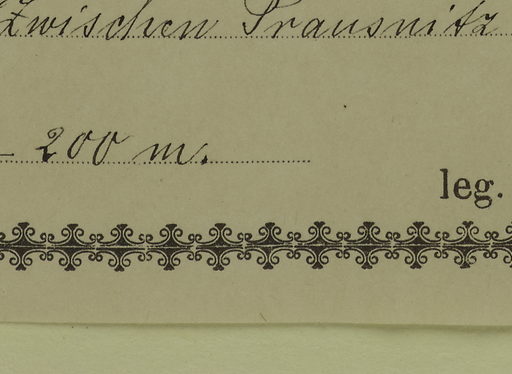 Zwischen Prausnitz
– 200 m.
leg.